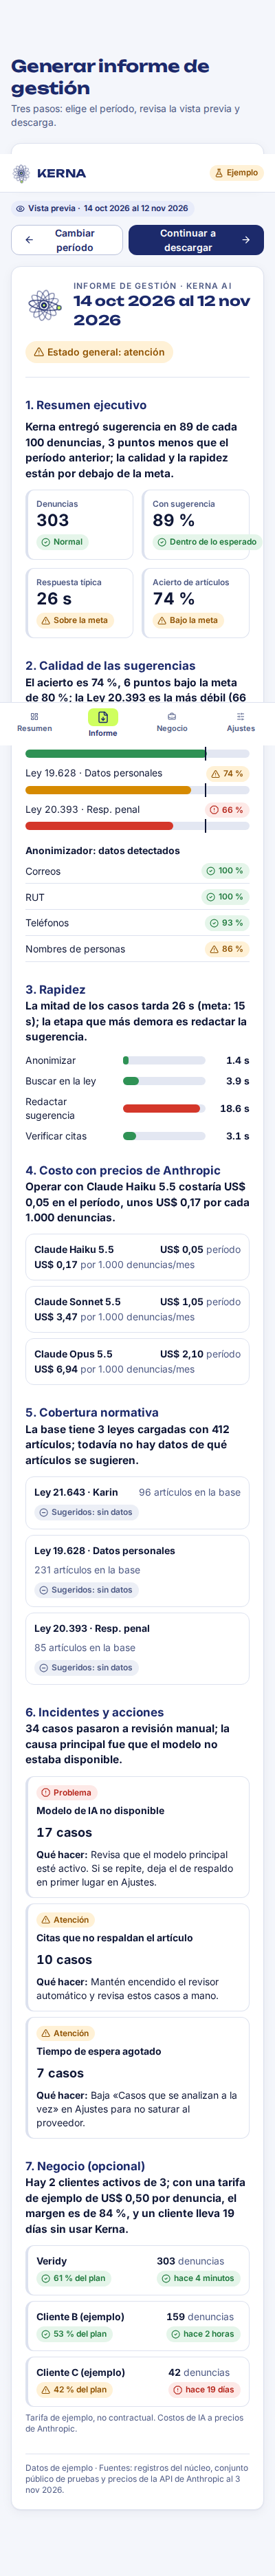 Generar informe de
gestión
Tres pasos: elige el período, revisa la vista previa y
descarga.
KERNA
Ejemplo
Vista previa · 14 oct 2026 al 12 nov 2026
Cambiar
período
Continuar a
descargar
INFORME DE GESTIÓN · KERNA AI
14 oct 2026 al 12 nov
2026
Estado general: atención
1. Resumen ejecutivo
Kerna entregó sugerencia en 89 de cada
100 denuncias, 3 puntos menos que el
período anterior; la calidad y la rapidez
están por debajo de la meta.
Denuncias
303
Normal
Con sugerencia
89 %
Dentro de lo esperado
Respuesta típica
26 s
Sobre la meta
Acierto de artículos
74 %
Bajo la meta
2. Calidad de las sugerencias
El acierto es 74 %, 6 puntos bajo la meta
de 80 %; la Ley 20.393 es la más débil (66
Resumen
Informe
Negocio
Ajustes
Ley 19.628 · Datos personales
74 %
Ley 20.393 · Resp. penal
66 %
Anonimizador: datos detectados
Correos
100 %
RUT
100 %
Teléfonos
93 %
Nombres de personas
86 %
3. Rapidez
La mitad de los casos tarda 26 s (meta: 15
s); la etapa que más demora es redactar la
sugerencia.
Anonimizar
1.4 s
Buscar en la ley
3.9 s
Redactar
sugerencia
18.6 s
Verificar citas
3.1 s
4. Costo con precios de Anthropic
Operar con Claude Haiku 5.5 costaría US$
0,05 en el período, unos US$ 0,17 por cada
1.000 denuncias.
Claude Haiku 5.5
US$ 0,05 período
US$ 0,17 por 1.000 denuncias/mes
Claude Sonnet 5.5
US$ 1,05 período
US$ 3,47 por 1.000 denuncias/mes
Claude Opus 5.5
US$ 2,10 período
US$ 6,94 por 1.000 denuncias/mes
5. Cobertura normativa
La base tiene 3 leyes cargadas con 412
artículos; todavía no hay datos de qué
artículos se sugieren.
Ley 21.643 · Karin
96 artículos en la base
Sugeridos: sin datos
Ley 19.628 · Datos personales
231 artículos en la base
Sugeridos: sin datos
Ley 20.393 · Resp. penal
85 artículos en la base
Sugeridos: sin datos
6. Incidentes y acciones
34 casos pasaron a revisión manual; la
causa principal fue que el modelo no
estaba disponible.
Problema
Modelo de IA no disponible
17 casos
Qué hacer: Revisa que el modelo principal
esté activo. Si se repite, deja el de respaldo
en primer lugar en Ajustes.
Atención
Citas que no respaldan el artículo
10 casos
Qué hacer: Mantén encendido el revisor
automático y revisa estos casos a mano.
Atención
Tiempo de espera agotado
7 casos
Qué hacer: Baja «Casos que se analizan a la
vez» en Ajustes para no saturar al
proveedor.
7. Negocio (opcional)
Hay 2 clientes activos de 3; con una tarifa
de ejemplo de US$ 0,50 por denuncia, el
margen es de 84 %, y un cliente lleva 19
días sin usar Kerna.
Veridy
303 denuncias
61 % del plan
hace 4 minutos
Cliente B (ejemplo)
159 denuncias
53 % del plan
hace 2 horas
Cliente C (ejemplo)
42 denuncias
42 % del plan
hace 19 días
Tarifa de ejemplo, no contractual. Costos de IA a precios
de Anthropic.
Datos de ejemplo · Fuentes: registros del núcleo, conjunto
público de pruebas y precios de la API de Anthropic al 3
nov 2026.